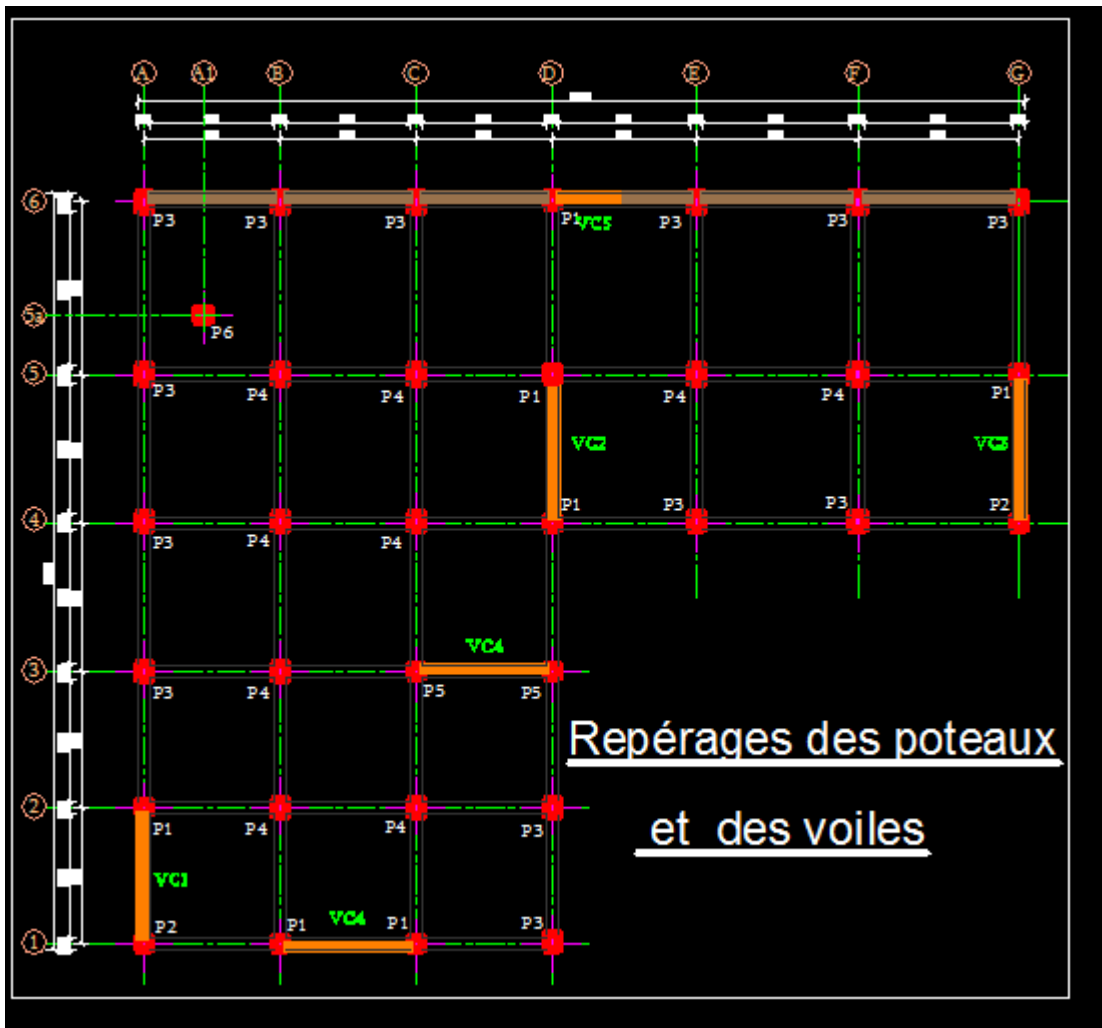 A A1 B C D E F G
6
P3 P3 P3 P1 VC5 P3 P3 P3
5a
P6
5
P3 P4 P4 P1 P4 P4 P1
VC2 VC3
P1 P3 P3 P2
4
P3 P4 P4
VC4
3
P3 P4 P5 P5
Repérages des poteaux
et des voiles
2
P1 P4 P4 P3
VC1
P2 P1 VC4 P1 P3
1